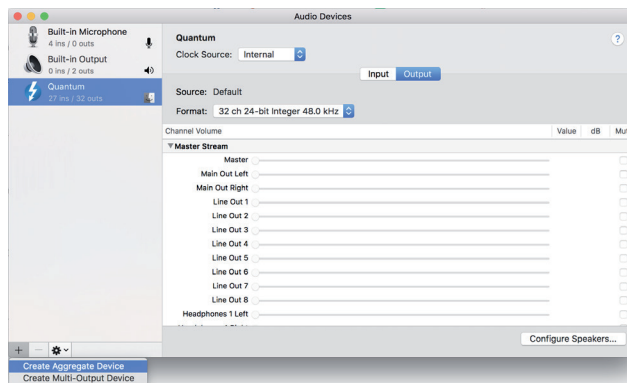 Audio Devices
Built-in Microphone
4 ins / 0 outs
Built-in Output
0 ins / 2 outs
Quantum
27 ins / 32 outs
Quantum
?
Clock Source: Internal
Input Output
Source: Default
Format: 32 ch 24-bit Integer 48.0 kHz
Channel Volume Value dB Mut
Master Stream
Master
Main Out Left
Main Out Right
Line Out 1
Line Out 2
Line Out 3
Line Out 4
Line Out 5
Line Out 6
Line Out 7
Line Out 8
Headphones 1 Left
Configure Speakers...
Create Aggregate Device
Create Multi-Output Device